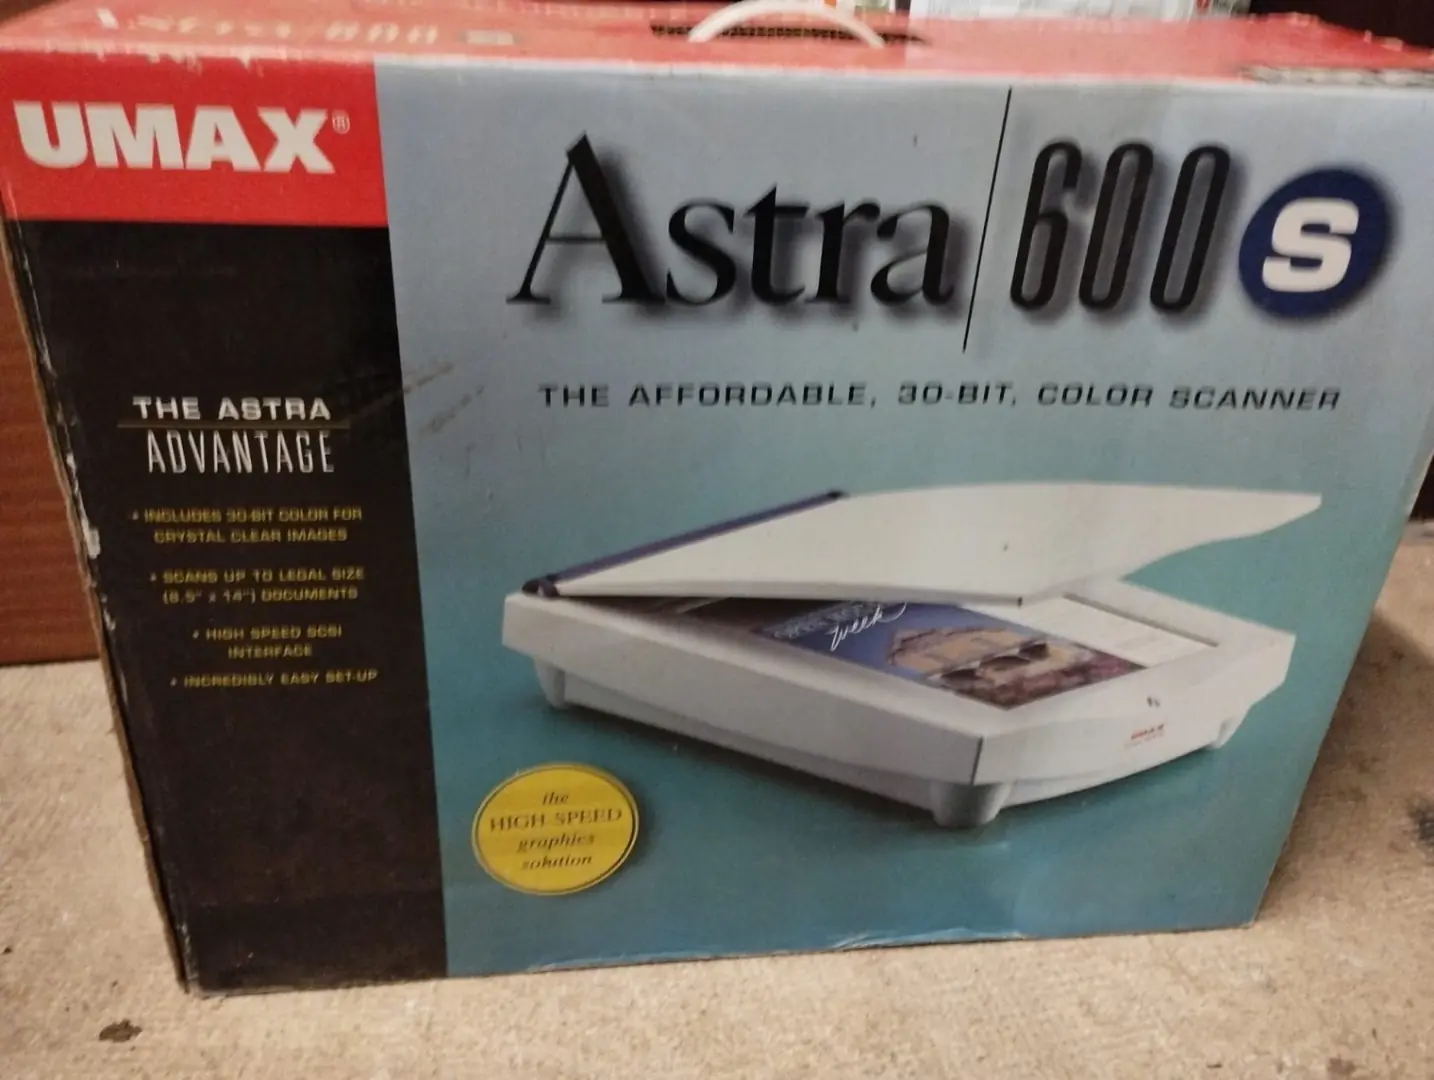 UMAX®
Astra 600 S
THE AFFORDABLE, 30-BIT, COLOR SCANNER
THE ASTRA
ADVANTAGE
• INCLUDES 30-BIT COLOR FOR
CRYSTAL CLEAR IMAGES
• SCANS UP TO LEGAL SIZE
(8.5" x 14") DOCUMENTS
• HIGH SPEED SCSI
INTERFACE
• INCREDIBLY EASY SET-UP
week
UMAX
the
HIGH-SPEED
graphics
solution